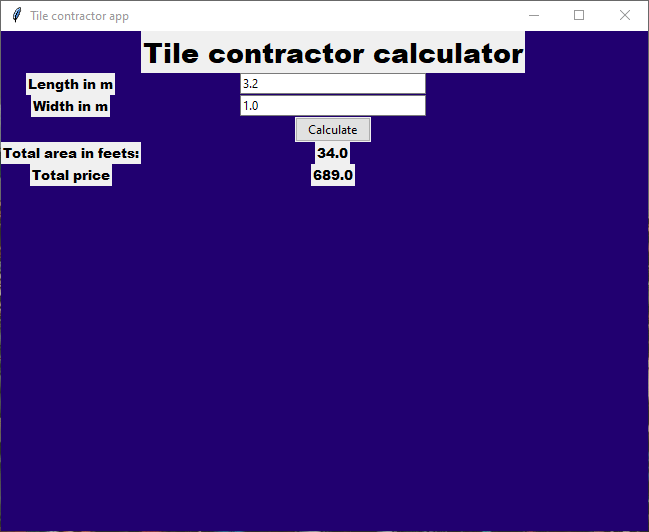 Tile contractor app
Tile contractor calculator
Length in m 3.2
Width in m 1.0
Calculate
Total area in feets: 34.0
Total price 689.0